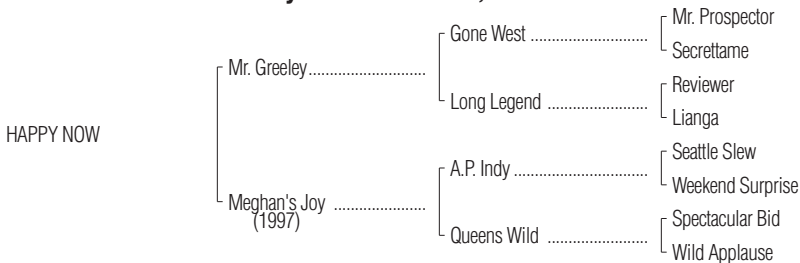 Mr. Prospector
Gone West ..............................
Secrettame
Mr. Greeley..............................
Reviewer
Long Legend ..........................
Lianga
HAPPY NOW
Seattle Slew
A.P. Indy ..................................
Weekend Surprise
Meghan's Joy ........................
(1997)
Spectacular Bid
Queens Wild ..........................
Wild Applause